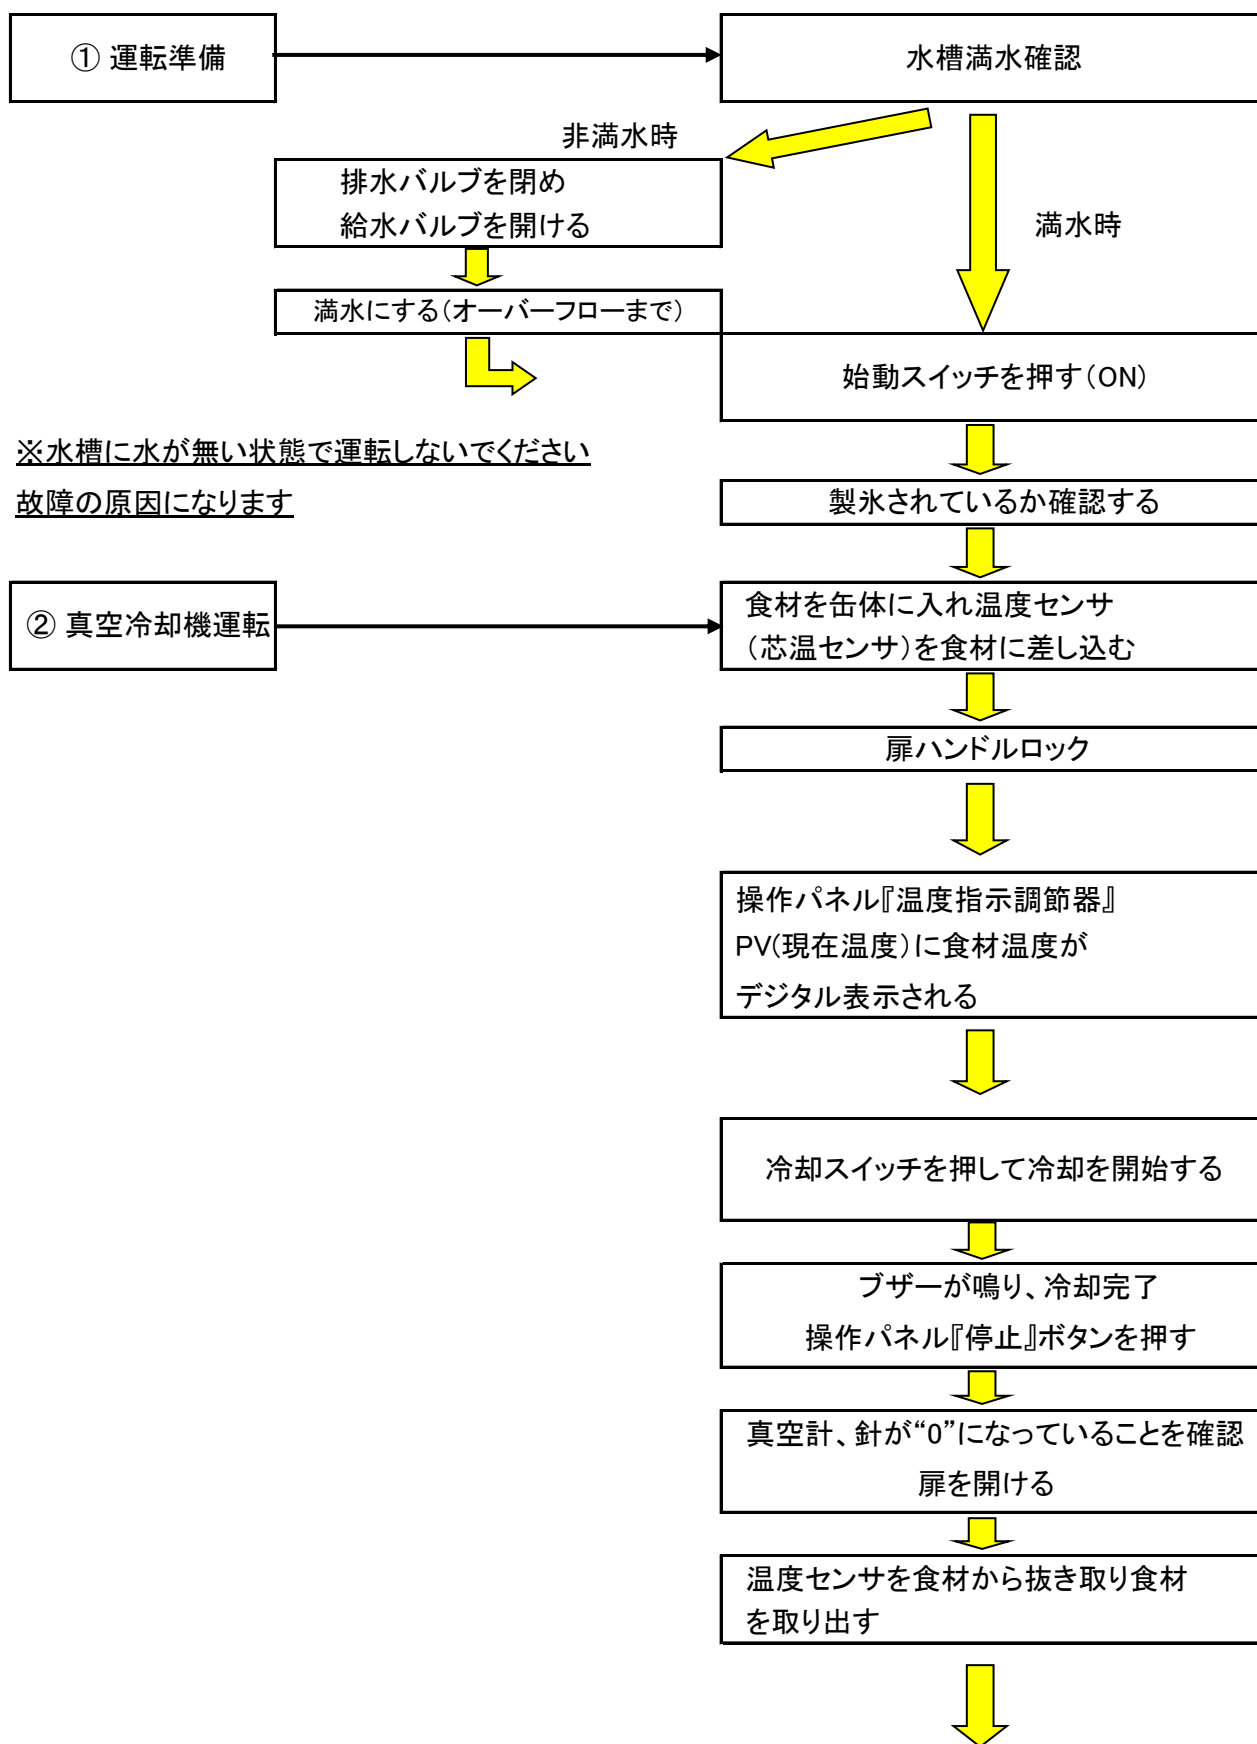 ① 運転準備
水槽満水確認
非満水時
排水バルブを閉め
給水バルブを開ける
満水時
満水にする（オーバーフローまで）
始動スイッチを押す（ON）
※水槽に水が無い状態で運転しないでください
故障の原因になります
製氷されているか確認する
② 真空冷却機運転
食材を缶体に入れ温度センサ
（芯温センサ）を食材に差し込む
扉ハンドルロック
操作パネル『温度指示調節器』
PV(現在温度）に食材温度が
デジタル表示される
冷却スイッチを押して冷却を開始する
ブザーが鳴り、冷却完了
操作パネル『停止』ボタンを押す
真空計、針が“0”になっていることを確認
扉を開ける
温度センサを食材から抜き取り食材
を取り出す